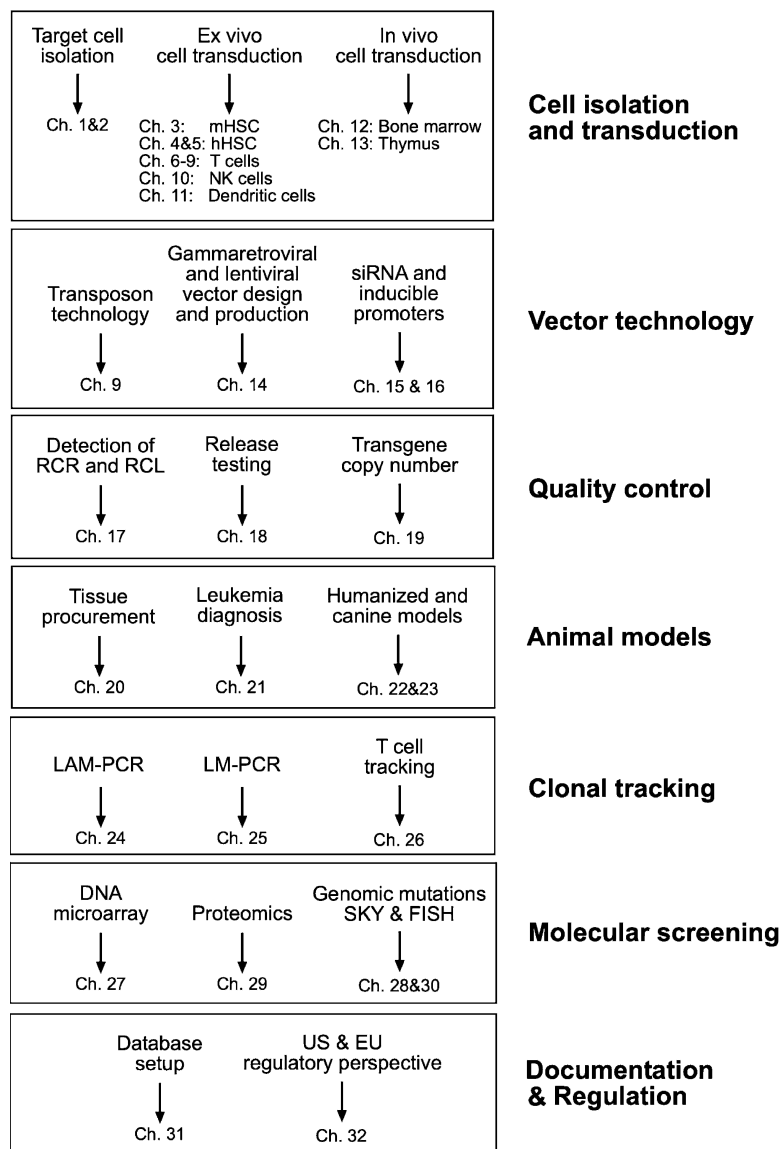 Target cell
isolation
Ch. 1&2
Ex vivo
cell transduction
Ch. 3: mHSC
Ch. 4&5: hHSC
Ch. 6-9: T cells
Ch. 10: NK cells
Ch. 11: Dendritic cells
In vivo
cell transduction
Ch. 12: Bone marrow
Ch. 13: Thymus
Cell isolation
and transduction
Transposon
technology
Ch. 9
Gammaretroviral
and lentiviral
vector design
and production
Ch. 14
siRNA and
inducible
promoters
Ch. 15 & 16
Vector technology
Detection of
RCR and RCL
Ch. 17
Release
testing
Ch. 18
Transgene
copy number
Ch. 19
Quality control
Tissue
procurement
Ch. 20
Leukemia
diagnosis
Ch. 21
Humanized and
canine models
Ch. 22&23
Animal models
LAM-PCR
Ch. 24
LM-PCR
Ch. 25
T cell
tracking
Ch. 26
Clonal tracking
DNA
microarray
Ch. 27
Proteomics
Ch. 29
Genomic mutations
SKY & FISH
Ch. 28&30
Molecular screening
Database
setup
Ch. 31
US & EU
regulatory perspective
Ch. 32
Documentation
& Regulation